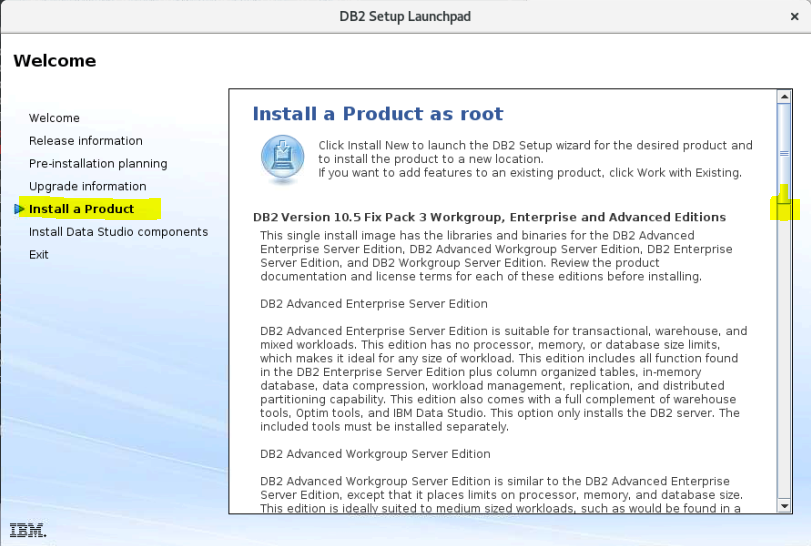 DB2 Setup Launchpad
Welcome
Welcome
Release information
Pre-installation planning
Upgrade information
Install a Product
Install Data Studio components
Exit
Install a Product as root
Click Install New to launch the DB2 Setup wizard for the desired product and
to install the product to a new location.
If you want to add features to an existing product, click Work with Existing.
DB2 Version 10.5 Fix Pack 3 Workgroup, Enterprise and Advanced Editions
This single install image has the libraries and binaries for the DB2 Advanced
Enterprise Server Edition, DB2 Advanced Workgroup Server Edition, DB2 Enterprise
Server Edition, and DB2 Workgroup Server Edition. Review the product
documentation and license terms for each of these editions before installing.
DB2 Advanced Enterprise Server Edition
DB2 Advanced Enterprise Server Edition is suitable for transactional, warehouse, and
mixed workloads. This edition has no processor, memory, or database size limits,
which makes it ideal for any size of workload. This edition includes all function found
in the DB2 Enterprise Server Edition plus column organized tables, in-memory
database, data compression, workload management, replication, and distributed
partitioning capability. This edition also comes with a full complement of warehouse
tools, Optim tools, and IBM Data Studio. This option only installs the DB2 server. The
included tools must be installed separately.
DB2 Advanced Workgroup Server Edition
DB2 Advanced Workgroup Server Edition is similar to the DB2 Advanced Enterprise
Server Edition, except that it places limits on processor, memory, and database size.
This edition is ideally suited to medium sized workloads, such as would be found in a
IBM.